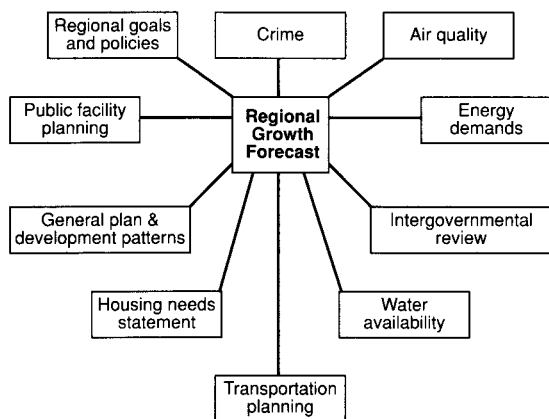 Regional goals
and policies
Crime
Air quality
Public facility
planning
Regional
Growth
Forecast
Energy
demands
General plan &
development patterns
Intergovernmental
review
Housing needs
statement
Water
availability
Transportation
planning